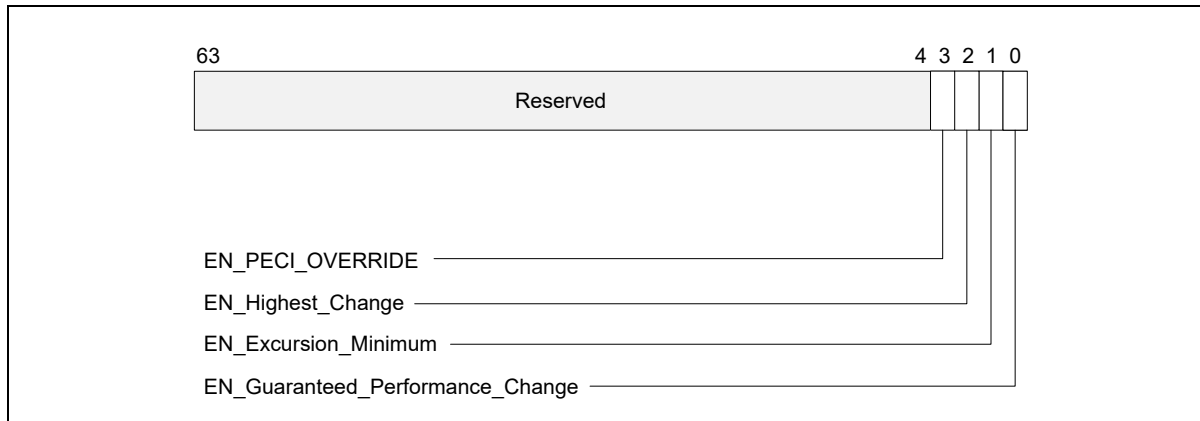 63 4 3 2 1 0
Reserved
EN_PECI_OVERRIDE
EN_Highest_Change
EN_Excursion_Minimum
EN_Guaranteed_Performance_Change